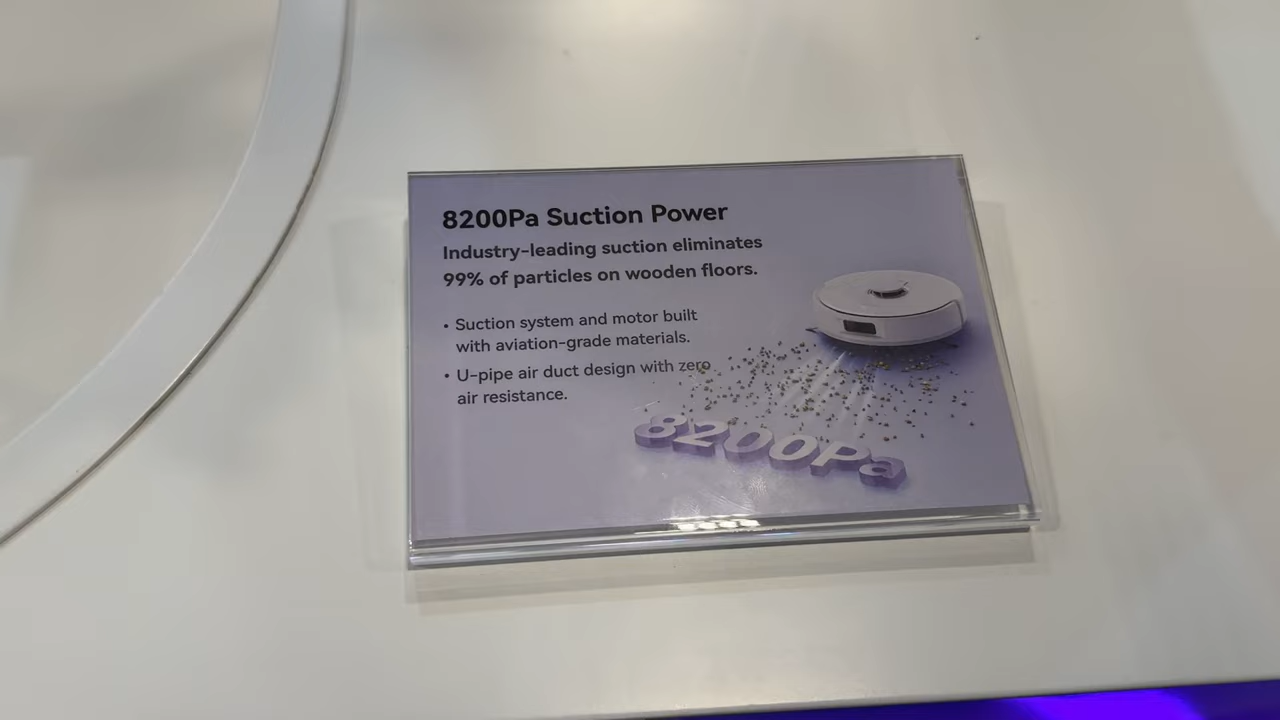 8200Pa Suction Power
Industry-leading suction eliminates
99% of particles on wooden floors.
• Suction system and motor built
with aviation-grade materials.
• U-pipe air duct design with zero
air resistance.
8200Pa